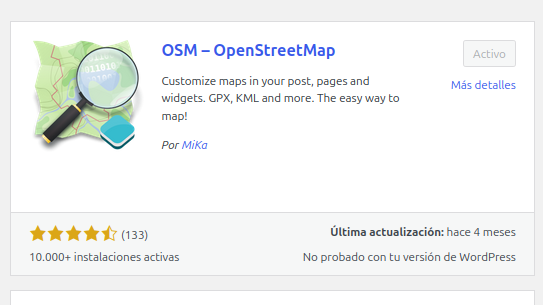 OSM – OpenStreetMap
Activo
Más detalles
Customize maps in your post, pages and
widgets. GPX, KML and more. The easy way to
map!
Por MiKa
(133)
Última actualización: hace 4 meses
10.000+ instalaciones activas
No probado con tu versión de WordPress